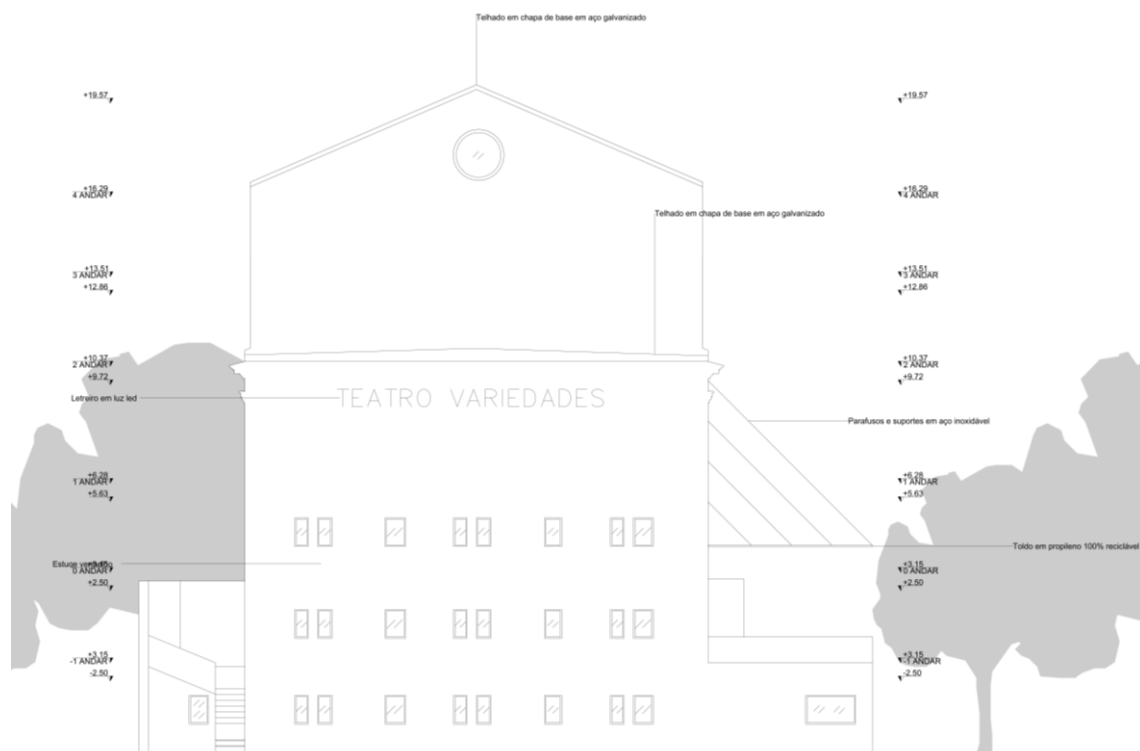 Telhado em chapa de base em aço galvanizado
+19.57
+19.57
+16.29
4 ANDAR
+16.29
4 ANDAR
Telhado em chapa de base em aço galvanizado
+13.51
3 ANDAR
+13.51
3 ANDAR
+12.86
+12.86
+10.37
2 ANDAR
+10.37
2 ANDAR
+9.72
+9.72
Letreiro em luz led
TEATRO VARIEDADES
Parafusos e suportes em aço inoxidável
+6.28
1 ANDAR
+6.28
1 ANDAR
+5.63
+5.63
Toldo em propileno 100% reciclável
Estuce
0 ANDAR
+3.15
0 ANDAR
+2.50
+2.50
+3.15
-1 ANDAR
+3.15
-1 ANDAR
-2.50
-2.50